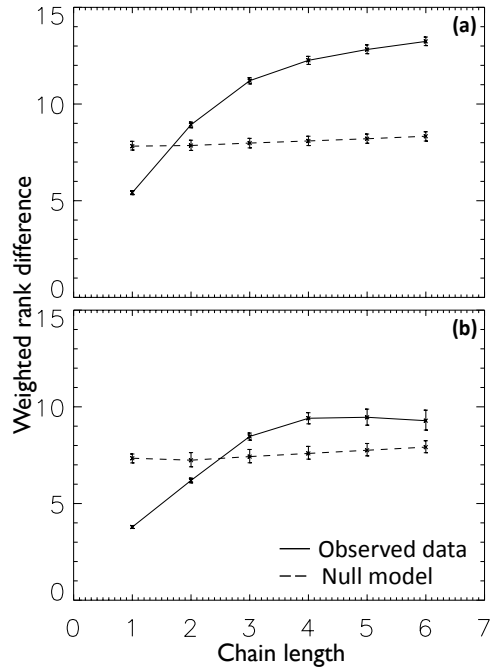 15
(a)
10
5
0
15
(b)
10
5
0
Observed data
Null model
0 1 2 3 4 5 6 7
Chain length
Weighted rank difference